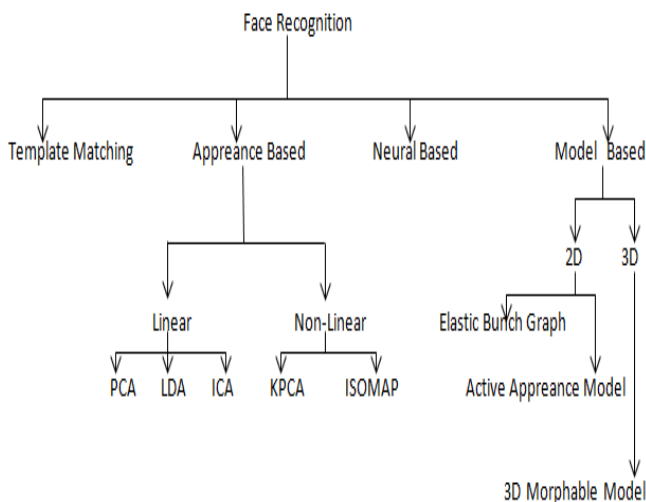 Face Recognition
Template Matching Appreance Based Neural Based Model Based
2D 3D
Linear Non-Linear Elastic Bunch Graph
PCA LDA ICA KPCA ISOMAP Active Appreance Model
3D Morphable Model